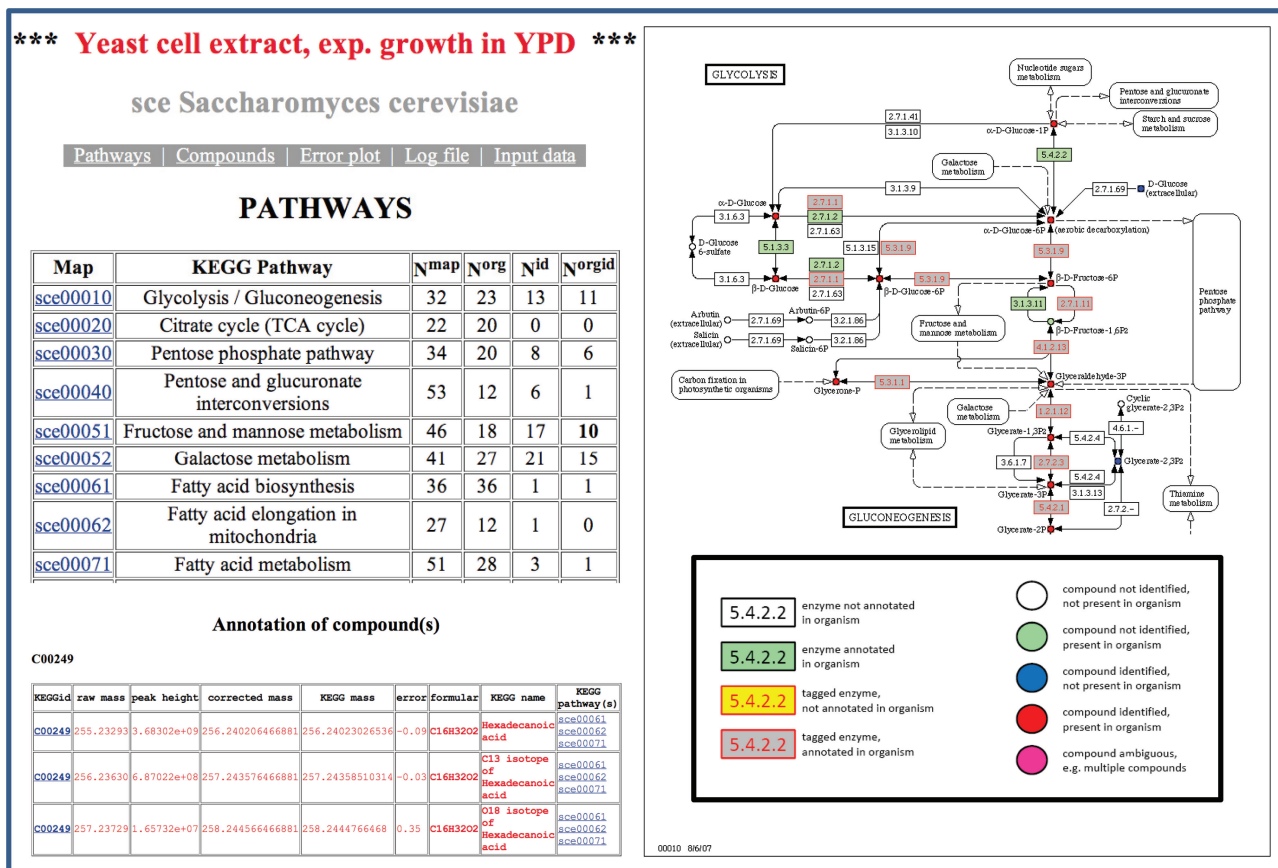 *** Yeast cell extract, exp. growth in YPD ***
sce Saccharomyces cerevisiae
Pathways | Compounds | Error plot | Log file | Input data
PATHWAYS
Map KEGG Pathway Nmap Norg Nid Norgid
sce00010 Glycolysis / Gluconeogenesis 32 23 13 11
sce00020 Citrate cycle (TCA cycle) 22 20 0 0
sce00030 Pentose phosphate pathway 34 20 8 6
sce00040 Pentose and glucuronate
interconversions 53 12 6 1
sce00051 Fructose and mannose metabolism 46 18 17 10
sce00052 Galactose metabolism 41 27 21 15
sce00061 Fatty acid biosynthesis 36 36 1 1
sce00062 Fatty acid elongation in
mitochondria 27 12 1 0
sce00071 Fatty acid metabolism 51 28 3 1
Annotation of compound(s)
C00249
KEGGid raw mass peak height corrected mass KEGG mass error formular KEGG name KEGG
pathway(s)
C00249 255.23293 3.68302e+09 256.240206466881 256.24023026536 -0.09 C16H32O2 Hexadecanoic
acid
sce00061
sce00062
sce00071
C00249 256.23630 6.87022e+08 257.243576466881 257.24358510314 -0.03 C16H32O2 C13 isotope
of
Hexadecanoic
acid
sce00061
sce00062
sce00071
C00249 257.23729 1.65732e+07 258.244566466881 258.2444766468 0.35 C16H32O2 O18 isotope
of
Hexadecanoic
acid
sce00061
sce00062
sce00071
GLYCOLYSIS
Nucleotide sugars
metabolism
Pentose and glucuronate
interconversions
Starch and sucrose
metabolism
2.7.1.41
3.1.3.10
α-D-Glucose-1P
5.4.2.2
Galactose
metabolism
3.1.3.9
2.7.1.69
D-Glucose
(extracellular)
α-D-Glucose
2.7.1.1
2.7.1.2
2.7.1.63
3.1.6.3
α-D-Glucose-6P
(aerobic decarboxylation)
D-Glucose
6-sulfate
5.1.3.3
5.1.3.15
5.3.1.9
5.3.1.9
2.7.1.2
2.7.1.1
2.7.1.63
3.1.6.3
β-D-Glucose
5.3.1.9
β-D-Glucose-6P
β-D-Fructose-6P
Pentose
phosphate
pathway
3.1.3.11
2.7.1.11
Arbutin
(extracellular)
2.7.1.69
Arbutin-6P
3.2.1.86
Salicin
(extracellular)
2.7.1.69
Salicin-6P
3.2.1.86
Fructose and
mannose metabolism
β-D-Fructose-1,6P2
4.1.2.13
Carbon fixation in
photosynthetic organisms
Glycerone-P
5.3.1.1
Glyceraldehyde-3P
Galactose
metabolism
1.2.1.12
Cyclic
glycerate-2,3P2
Glycerolipid
metabolism
Glycerate-1,3P2
4.6.1.-
5.4.2.4
3.6.1.7
2.7.2.3
Glycerate-2,3P2
5.4.2.4
3.1.3.13
Glycerate-3P
5.4.2.1
2.7.2.-
Thiamine
metabolism
GLUCONEOGENESIS
Glycerate-2P
5.4.2.2 enzyme not annotated
in organism
5.4.2.2 enzyme annotated
in organism
5.4.2.2 tagged enzyme,
not annotated in organism
5.4.2.2 tagged enzyme,
annotated in organism
compound not identified,
not present in organism
compound not identified,
present in organism
compound identified,
not present in organism
compound identified,
present in organism
compound ambiguous,
e.g. multiple compounds
00010 8/6/07